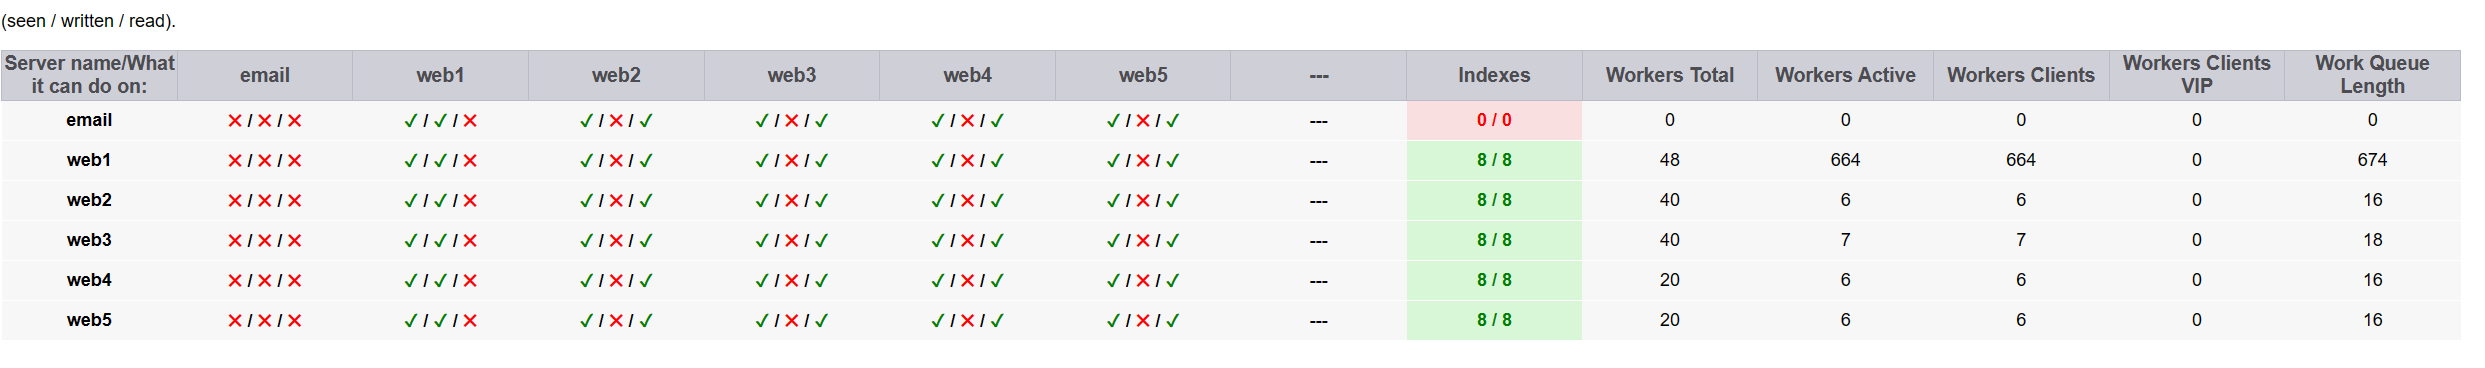 (seen / written / read).
Server name/What it can do on: email web1 web2 web3 web4 web5 --- Indexes Workers Total Workers Active Workers Clients Workers Clients VIP Work Queue Length
email ✕ / ✕ / ✕ ✓ / ✓ / ✕ ✓ / ✕ / ✓ ✓ / ✕ / ✓ ✓ / ✕ / ✓ ✓ / ✕ / ✓ --- 0 / 0 0 0 0 0 0
web1 ✕ / ✕ / ✕ ✓ / ✓ / ✕ ✓ / ✕ / ✓ ✓ / ✕ / ✓ ✓ / ✕ / ✓ ✓ / ✕ / ✓ --- 8 / 8 48 664 664 0 674
web2 ✕ / ✕ / ✕ ✓ / ✓ / ✕ ✓ / ✕ / ✓ ✓ / ✕ / ✓ ✓ / ✕ / ✓ ✓ / ✕ / ✓ --- 8 / 8 40 6 6 0 16
web3 ✕ / ✕ / ✕ ✓ / ✓ / ✕ ✓ / ✕ / ✓ ✓ / ✕ / ✓ ✓ / ✕ / ✓ ✓ / ✕ / ✓ --- 8 / 8 40 7 7 0 18
web4 ✕ / ✕ / ✕ ✓ / ✓ / ✕ ✓ / ✕ / ✓ ✓ / ✕ / ✓ ✓ / ✕ / ✓ ✓ / ✕ / ✓ --- 8 / 8 20 6 6 0 16
web5 ✕ / ✕ / ✕ ✓ / ✓ / ✕ ✓ / ✕ / ✓ ✓ / ✕ / ✓ ✓ / ✕ / ✓ ✓ / ✕ / ✓ --- 8 / 8 20 6 6 0 16